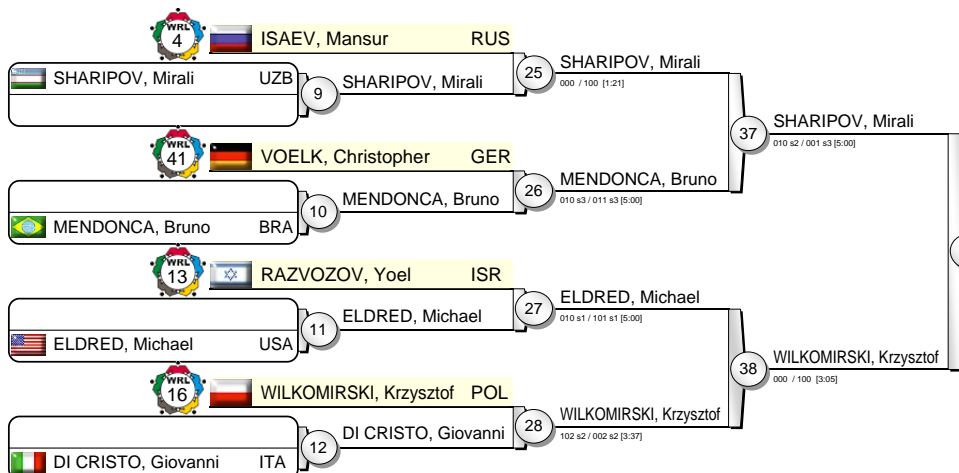 WRL
4
ISAEV, Mansur RUS
SHARIPOV, Mirali UZB
9
SHARIPOV, Mirali
25
SHARIPOV, Mirali
000 / 100 [1:21]
WRL
41
VOELK, Christopher GER
MENDONCA, Bruno BRA
10
MENDONCA, Bruno
26
MENDONCA, Bruno
010 s3 / 011 s3 [5:00]
37
SHARIPOV, Mirali
010 s2 / 001 s3 [5:00]
WRL
13
RAZVOZOV, Yoel ISR
ELDRED, Michael USA
11
ELDRED, Michael
27
ELDRED, Michael
010 s1 / 101 s1 [5:00]
WRL
16
WILKOMIRSKI, Krzysztof POL
DI CRISTO, Giovanni ITA
12
DI CRISTO, Giovanni
28
WILKOMIRSKI, Krzysztof
102 s2 / 002 s2 [3:37]
38
WILKOMIRSKI, Krzysztof
000 / 100 [3:05]